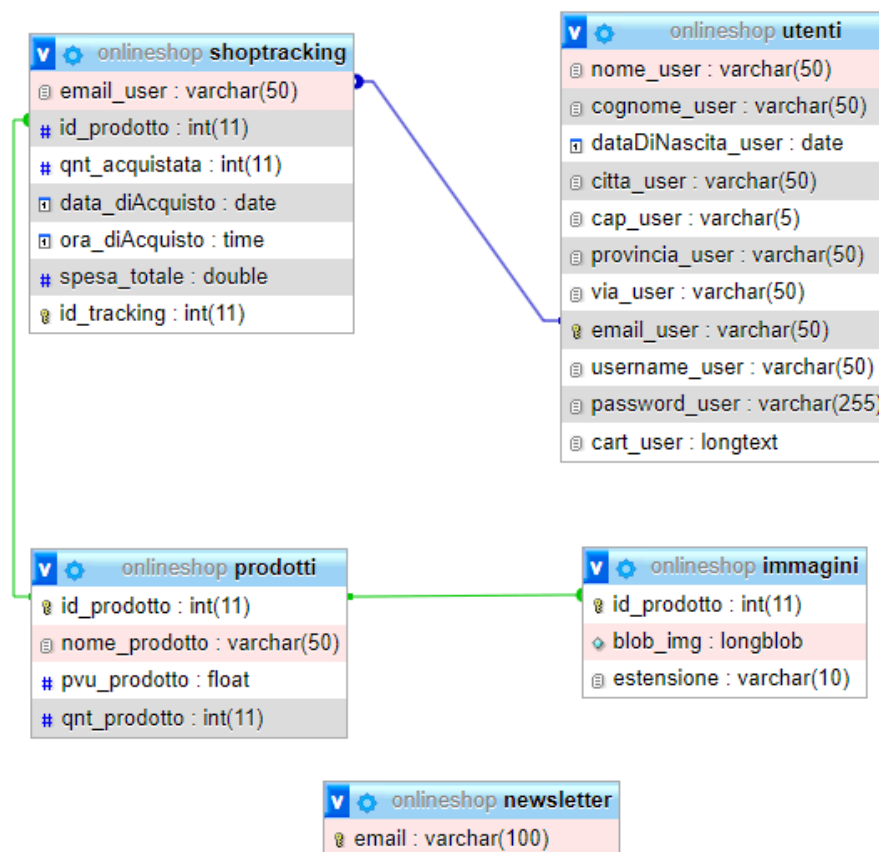 onlineshop shoptracking
email_user : varchar(50)
id_prodotto : int(11)
qnt_acquistata : int(11)
data_diAcquisto : date
ora_diAcquisto : time
spesa_totale : double
id_tracking : int(11)
onlineshop utenti
nome_user : varchar(50)
cognome_user : varchar(50)
dataDiNascita_user : date
citta_user : varchar(50)
cap_user : varchar(5)
provincia_user : varchar(50)
via_user : varchar(50)
email_user : varchar(50)
username_user : varchar(50)
password_user : varchar(255)
cart_user : longtext
onlineshop prodotti
id_prodotto : int(11)
nome_prodotto : varchar(50)
pvu_prodotto : float
qnt_prodotto : int(11)
onlineshop immagini
id_prodotto : int(11)
blob_img : longblob
estensione : varchar(10)
onlineshop newsletter
email : varchar(100)